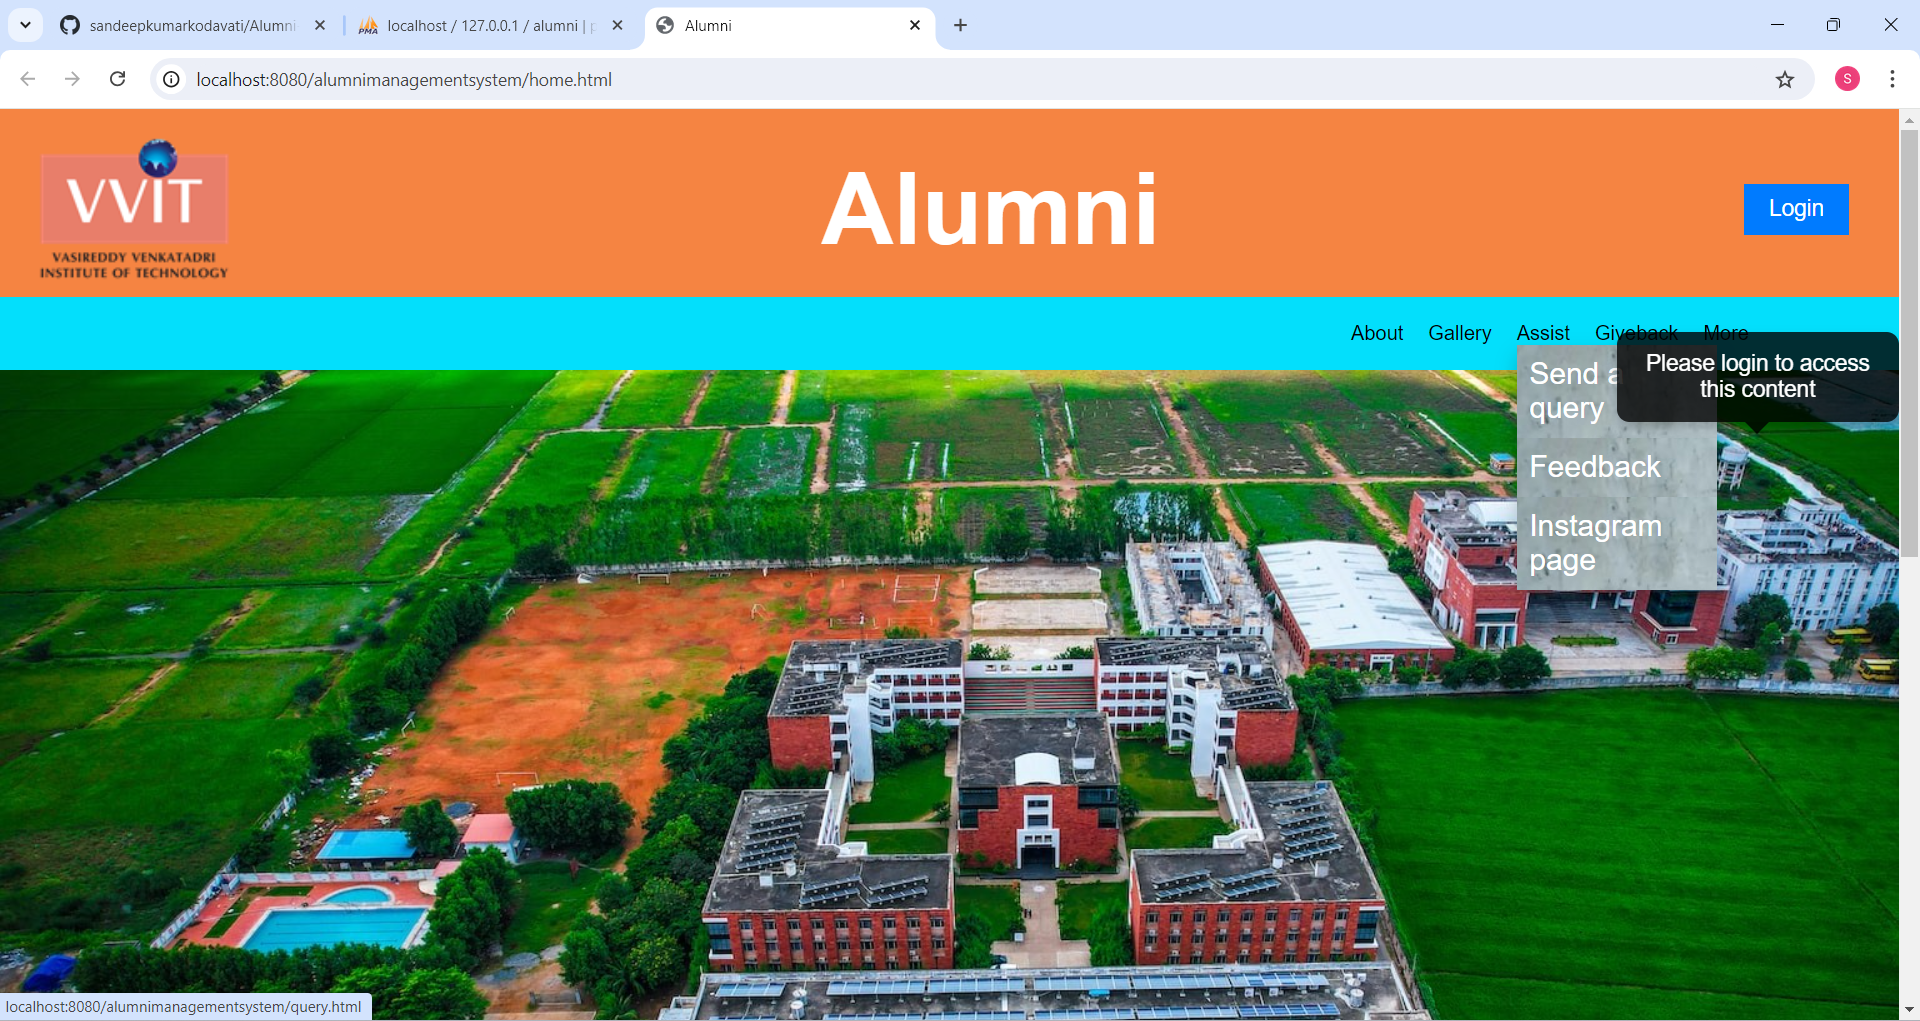 sandeepkumarkodavati/Alumni
localhost / 127.0.0.1 / alumni |
Alumni
localhost:8080/alumnimanagementsystem/home.html
S
VVIT
VASIREDDY VENKATADRI
INSTITUTE OF TECHNOLOGY
Alumni
Login
About Gallery Assist Giveback More
Please login to access
this content
Send a
query
Feedback
Instagram
page
localhost:8080/alumnimanagementsystem/query.html